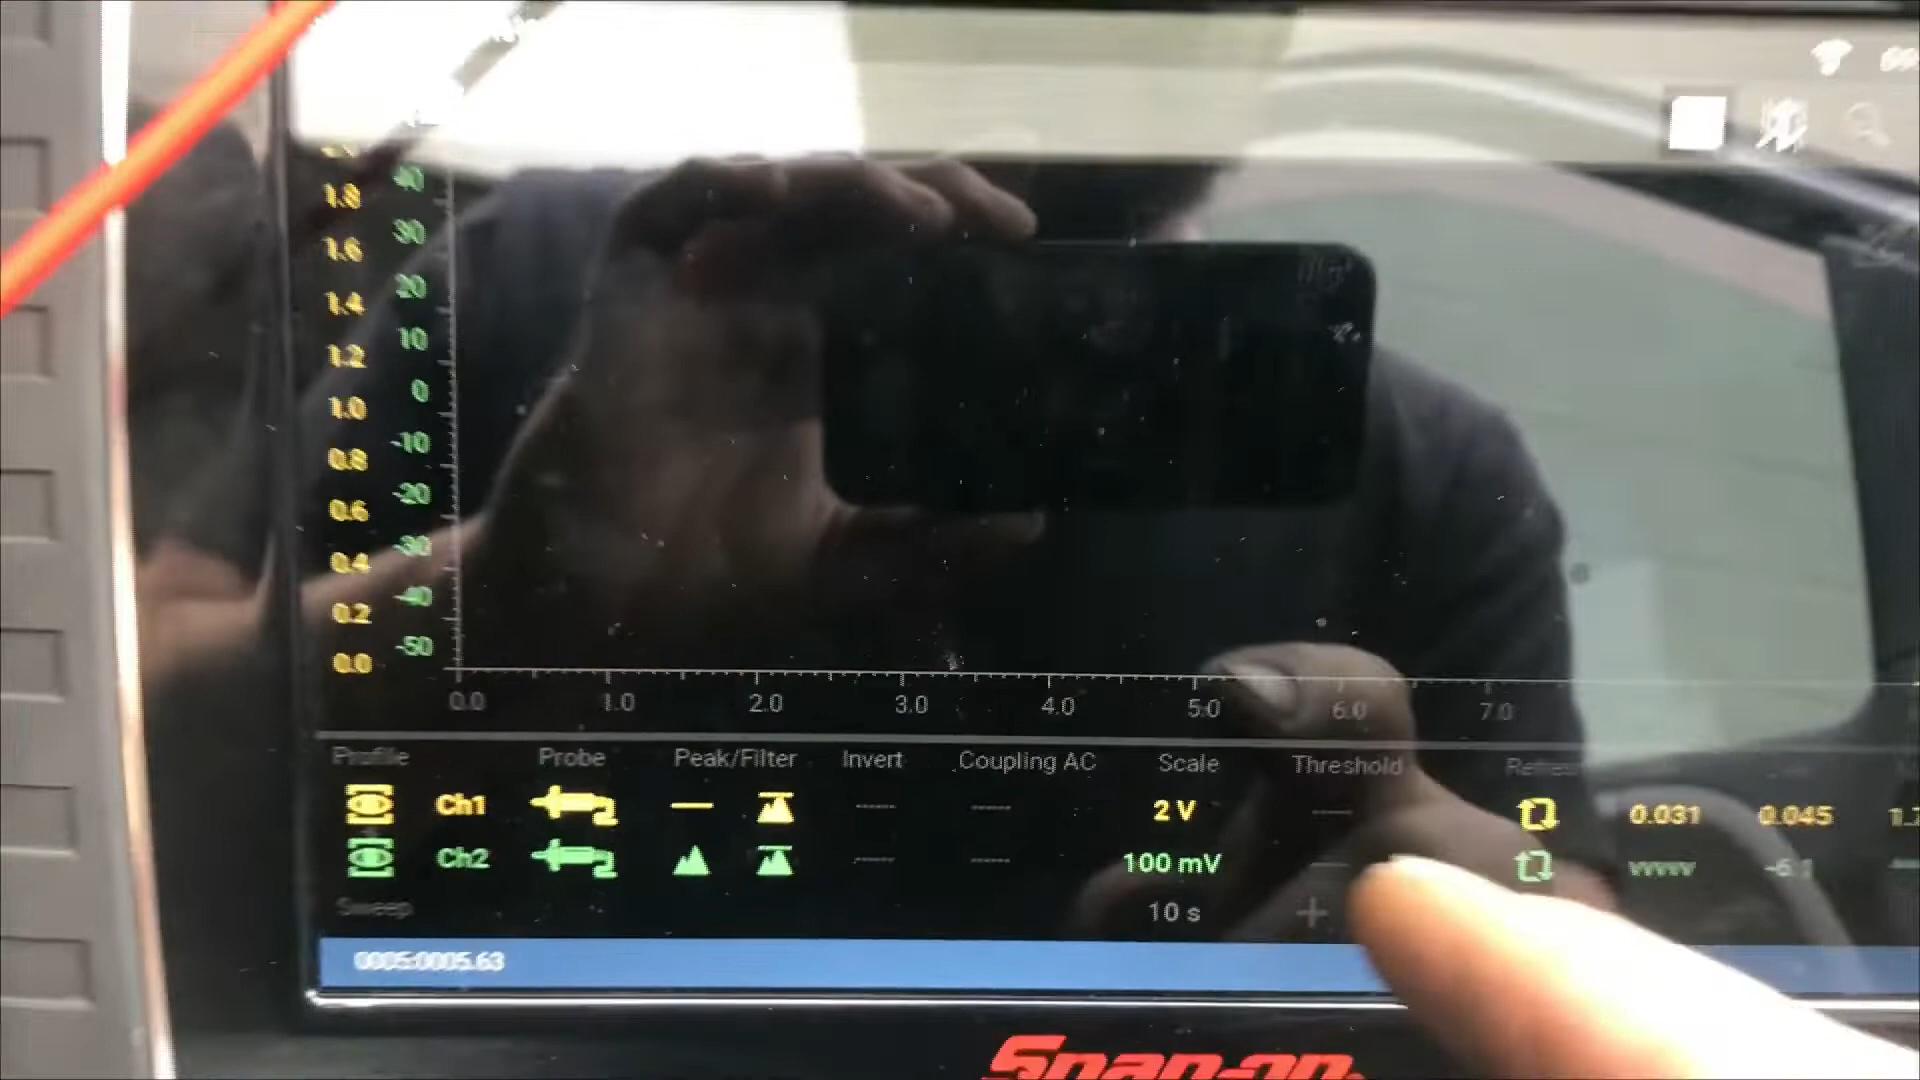 1.8 40
1.6 30
1.4 20
1.2 10
1.0 0
0.8 -10
0.6 -20
0.4 -30
0.2 -40
0.0 -50
0.0 1.0 2.0 3.0 4.0 5.0 6.0 7.0
Profile Probe Peak/Filter Invert Coupling AC Scale Threshold
Ch1 2 V 0.031 0.045
Ch2 100 mV
Sweep 10 s
0005:0005.63
Snap-on